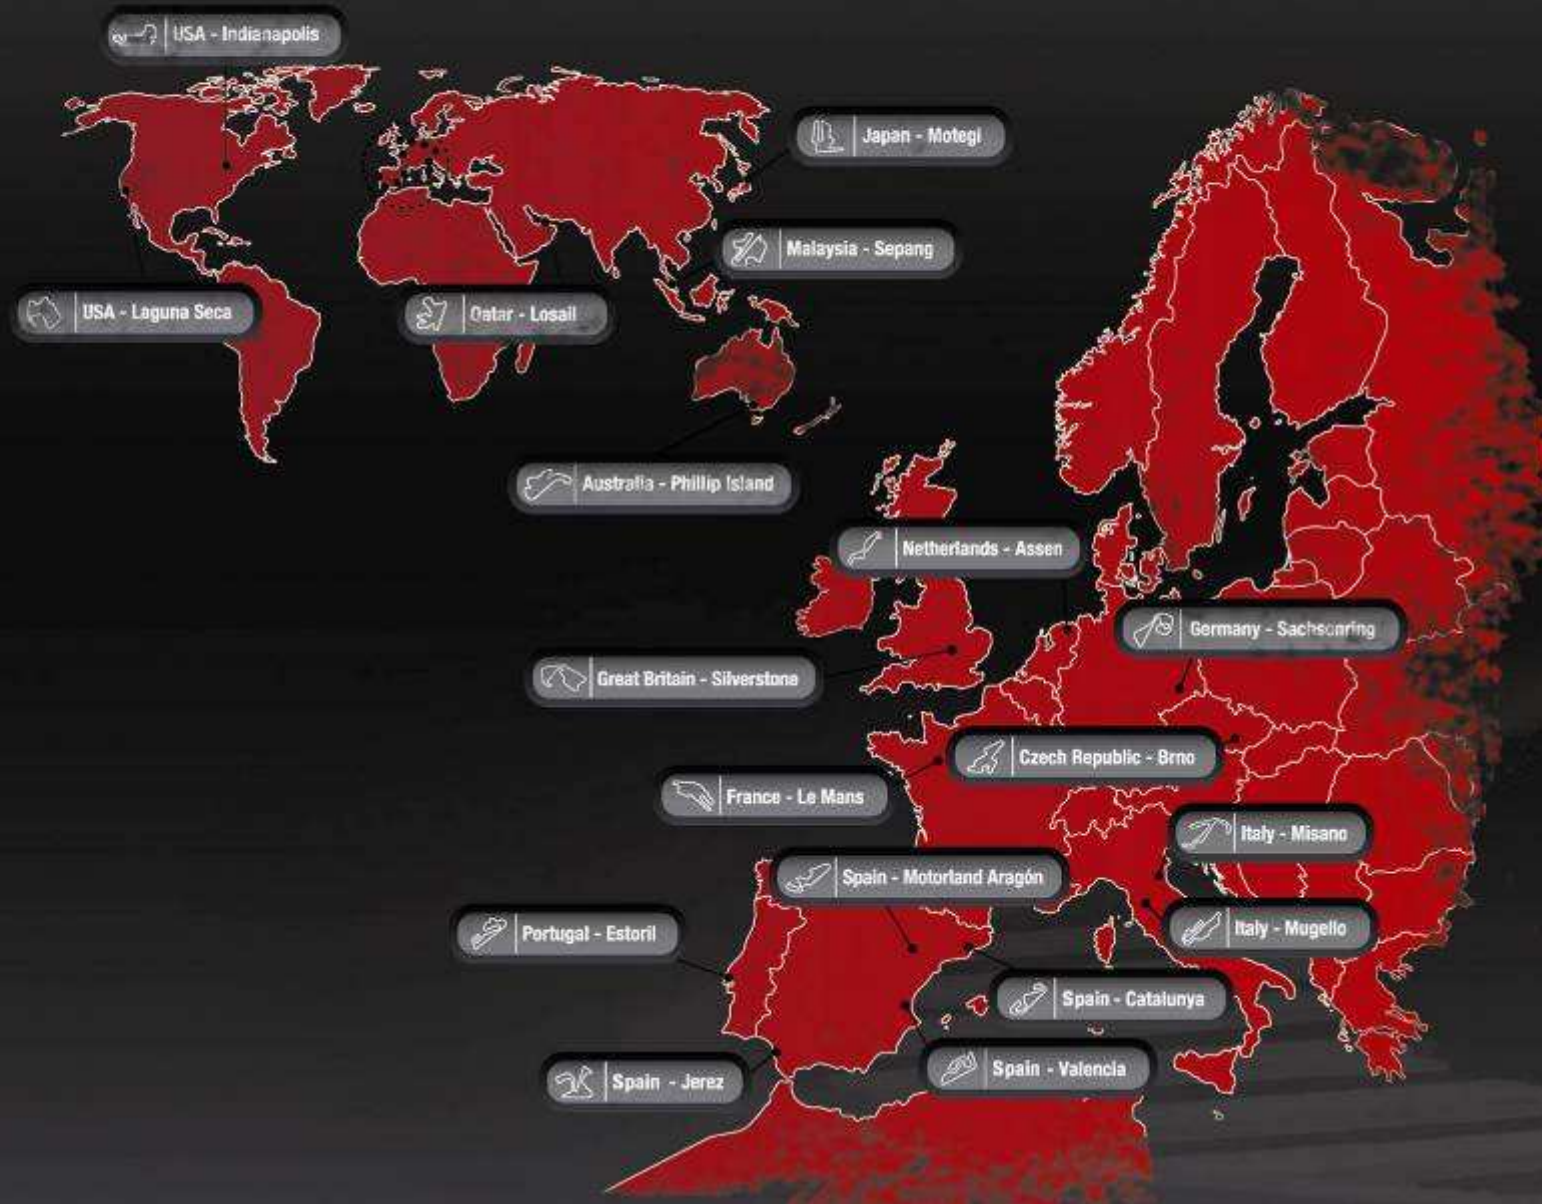 USA - Indianapolis
Japan - Motegi
Malaysia - Sepang
USA - Laguna Seca
Qatar - Losail
Australia - Phillip Island
Netherlands - Assen
Germany - Sachsenring
Great Britain - Silverstone
Czech Republic - Brno
France - Le Mans
Italy - Misano
Spain - Motorland Aragón
Portugal - Estoril
Italy - Mugello
Spain - Catalunya
Spain - Valencia
Spain - Jerez